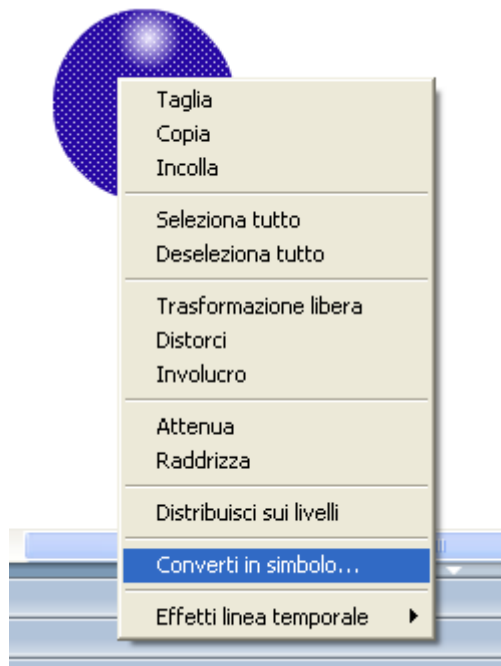 Taglia
Copia
Incolla
Seleziona tutto
Deseleziona tutto
Trasformazione libera
Distorci
Involucro
Attenua
Raddrizza
Distribuisci sui livelli
Converti in simbolo...
Effetti linea temporale